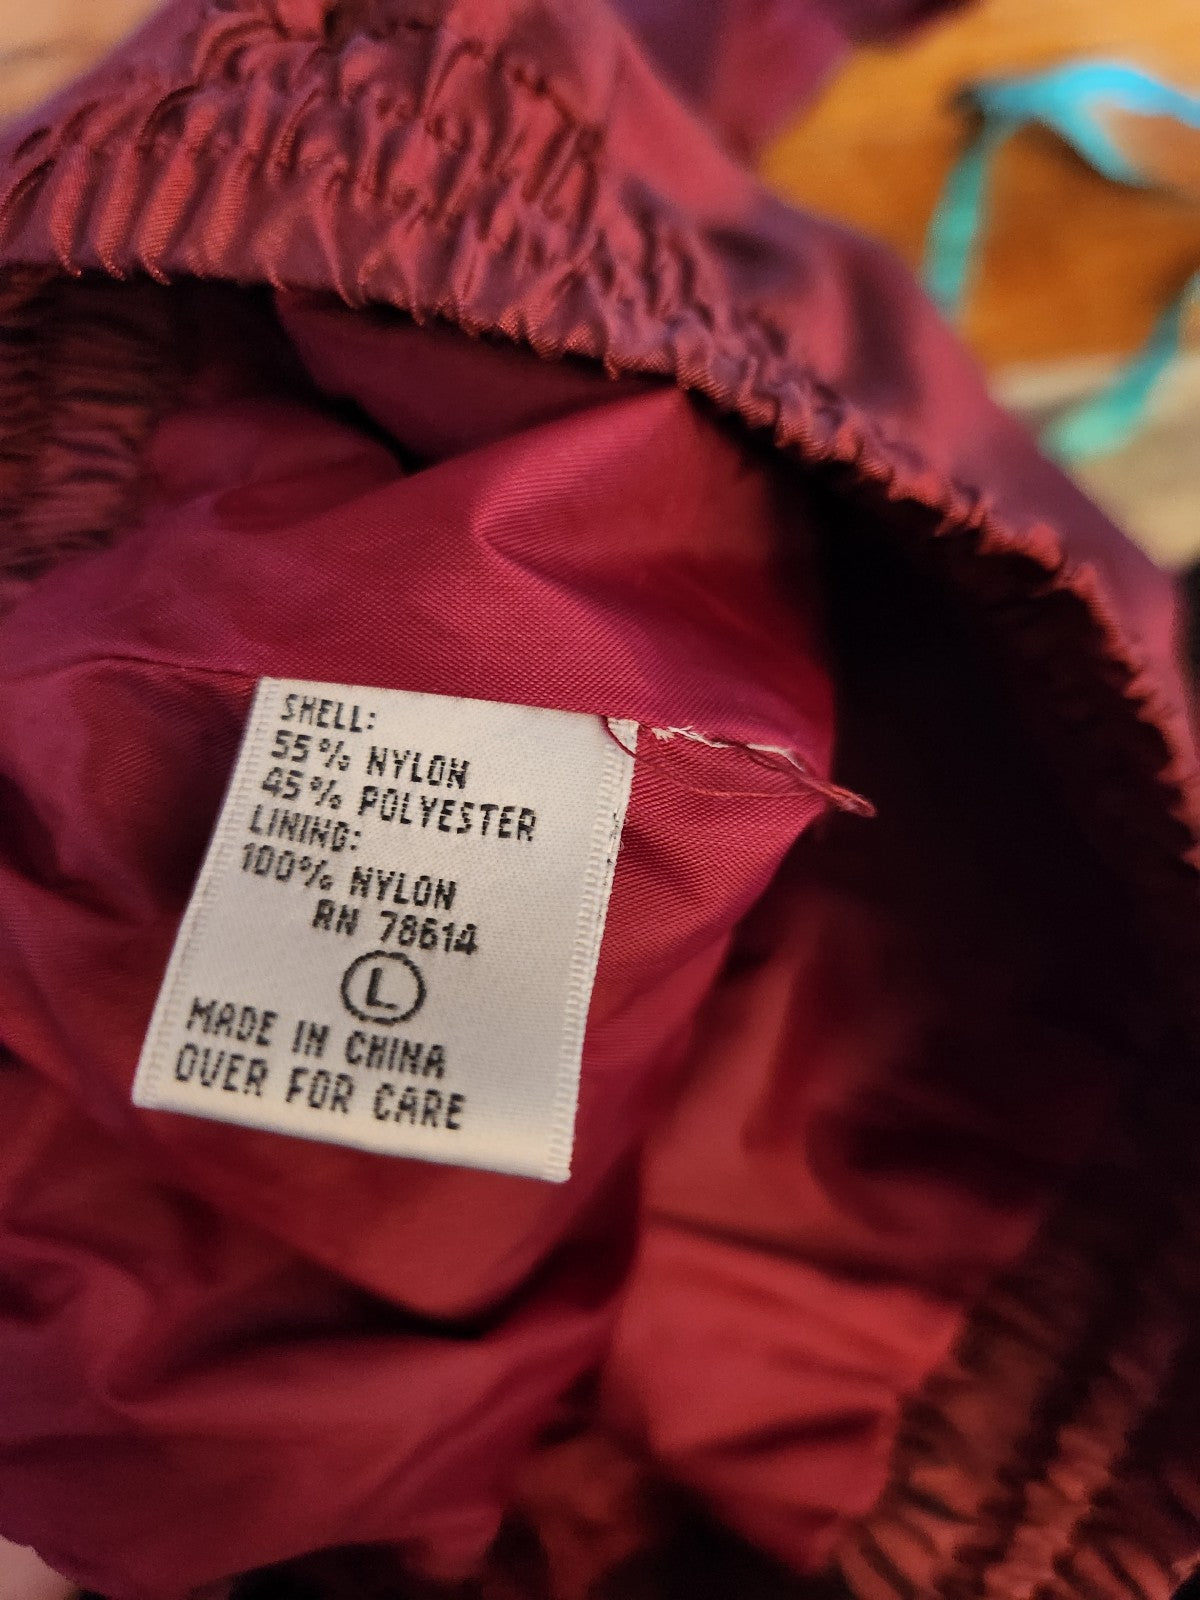 SHELL:
55% NYLON
45% POLYESTER
LINING:
100% NYLON
RN 78614
L
MADE IN CHINA
OVER FOR CARE